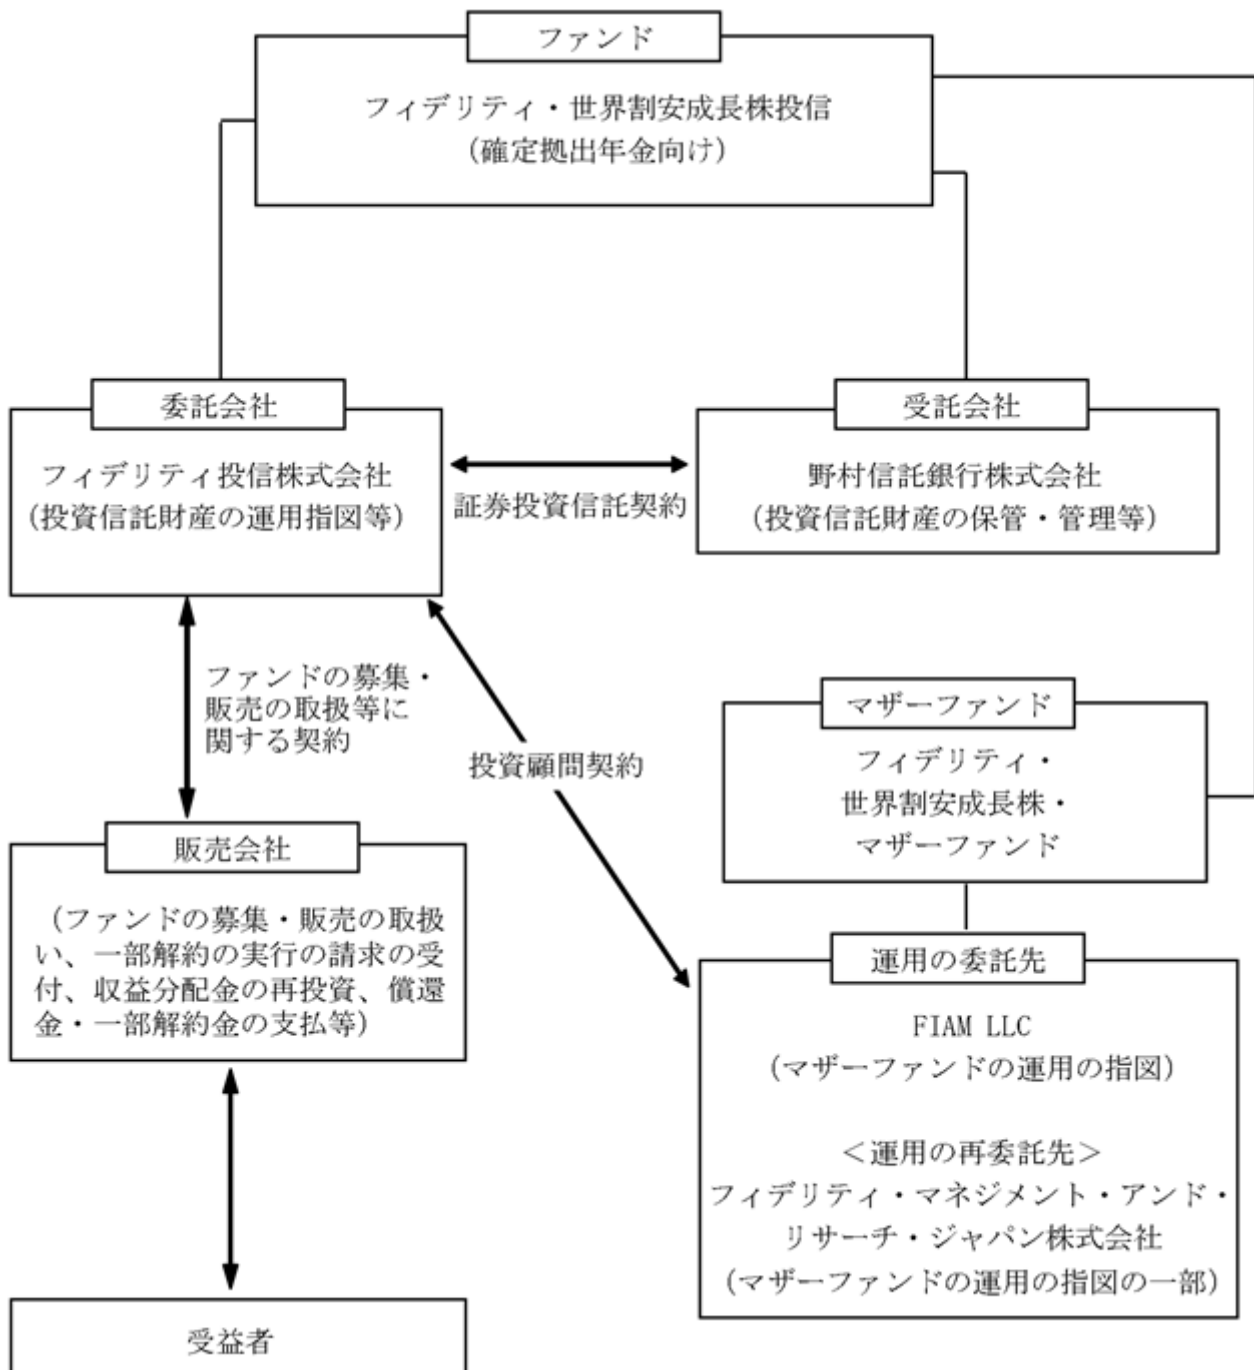 ファンド
フィデリティ・世界割安成長株投信
（確定拠出年金向け）
委託会社
フィデリティ投信株式会社
（投資信託財産の運用指図等）
証券投資信託契約
受託会社
野村信託銀行株式会社
（投資信託財産の保管・管理等）
ファンドの募集・
販売の取扱等に
関する契約
投資顧問契約
マザーファンド
フィデリティ・
世界割安成長株・
マザーファンド
販売会社
（ファンドの募集・販売の取扱
い、一部解約の実行の請求の受
付、収益分配金の再投資、償還
金・一部解約金の支払等）
運用の委託先
FIAM LLC
（マザーファンドの運用の指図）
＜運用の再委託先＞
フィデリティ・マネジメント・アンド・
リサーチ・ジャパン株式会社
（マザーファンドの運用の指図の一部）
受益者